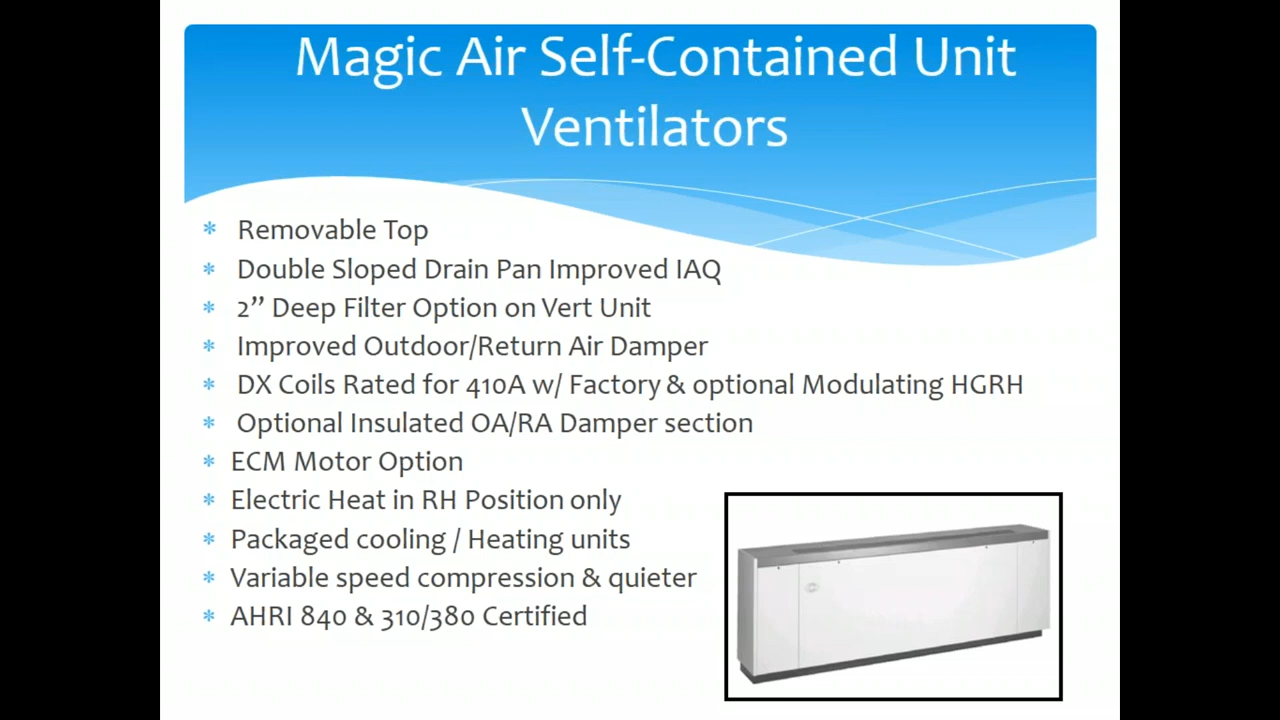 Magic Air Self-Contained Unit
Ventilators
* Removable Top
* Double Sloped Drain Pan Improved IAQ
* 2” Deep Filter Option on Vert Unit
* Improved Outdoor/Return Air Damper
* DX Coils Rated for 410A w/ Factory & optional Modulating HGRH
* Optional Insulated OA/RA Damper section
* ECM Motor Option
* Electric Heat in RH Position only
* Packaged cooling / Heating units
* Variable speed compression & quieter
* AHRI 840 & 310/380 Certified